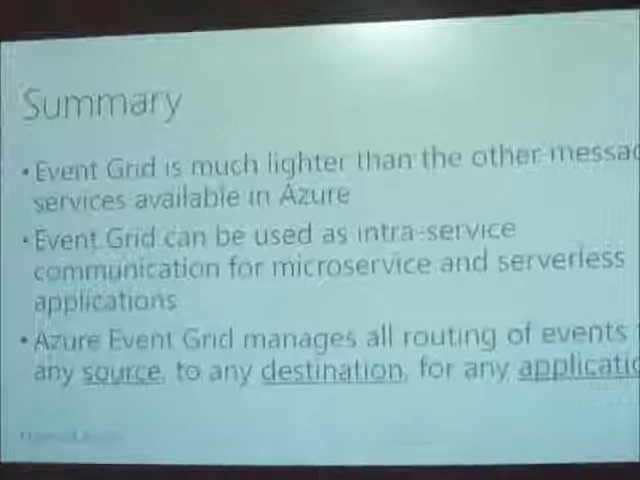 Summary
• Event Grid is much lighter than the other messag
services available in Azure
• Event Grid can be used as intra-service
communication for microservice and serverless
applications
• Azure Event Grid manages all routing of events
any source, to any destination, for any applicatio